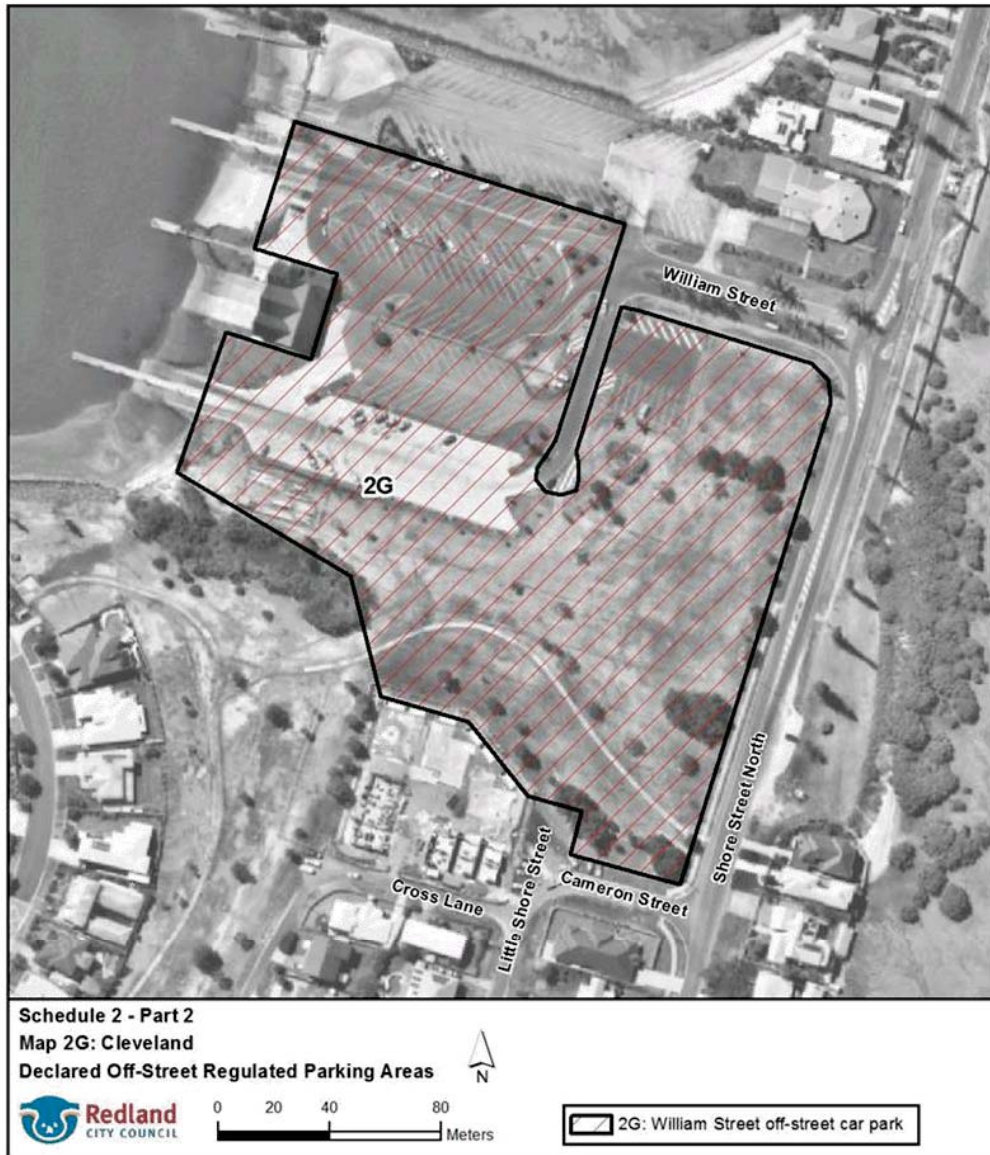 William Street
2G
Shore Street North
Little Shore Street
Cameron Street
Cross Lane
Schedule 2 - Part 2
Map 2G: Cleveland
Declared Off-Street Regulated Parking Areas
N
Redland
CITY COUNCIL
0 20 40 80
Meters
2G: William Street off-street car park